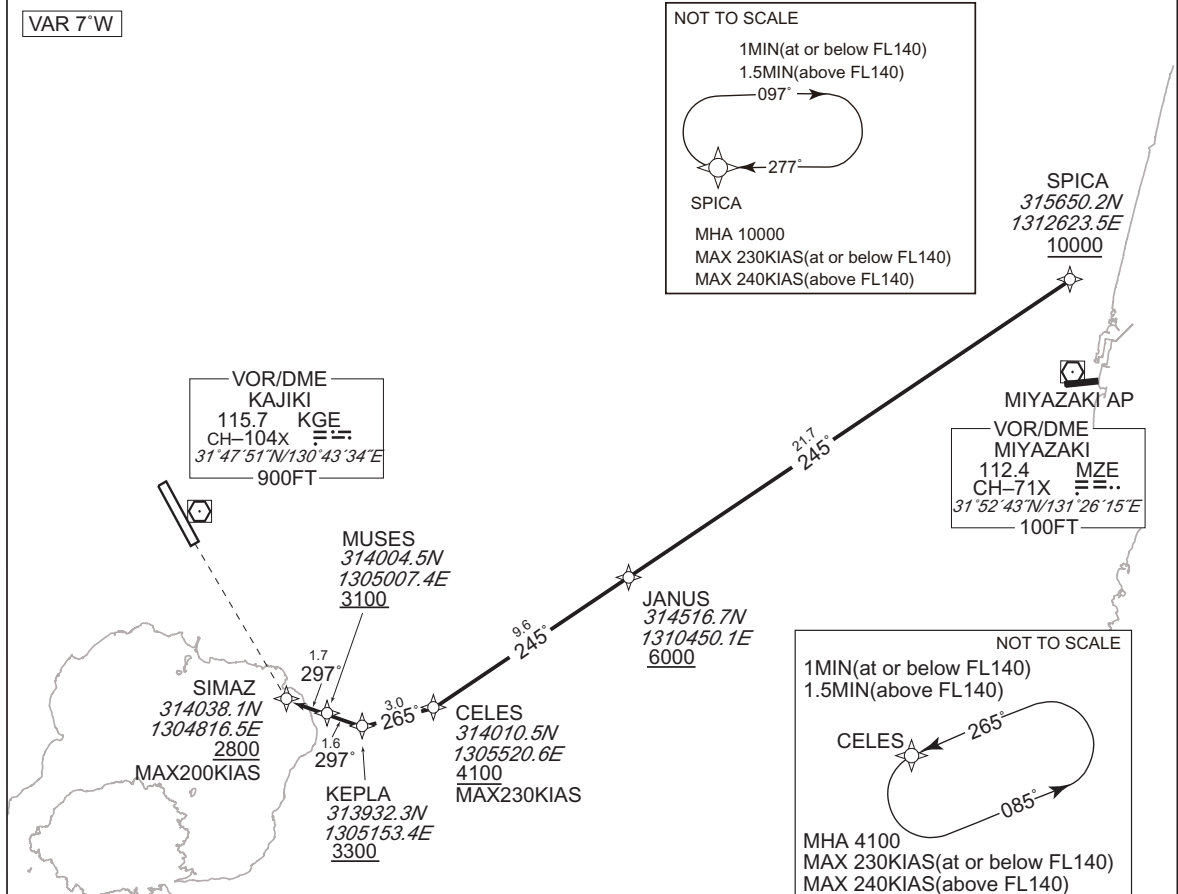 VAR 7˚W
NOT TO SCALE
1MIN(at or below FL140)
1.5MIN(above FL140)
097˚
277˚
SPICA
MHA 10000
MAX 230KIAS(at or below FL140)
MAX 240KIAS(above FL140)
SPICA
315650.2N
1312623.5E
10000
MIYAZAKI AP
VOR/DME
MIYAZAKI
112.4 MZE
CH–71X
31˚52´43˝N/131˚26´15˝E
100FT
VOR/DME
KAJIKI
115.7 KGE
CH–104X
31˚47´51˝N/130˚43´34˝E
900FT
21.7
245˚
MUSES
314004.5N
1305007.4E
3100
JANUS
314516.7N
1310450.1E
6000
9.6
245˚
1.7
297˚
SIMAZ
314038.1N
1304816.5E
2800
MAX200KIAS
1.6
297˚
3.0
265˚
CELES
314010.5N
1305520.6E
4100
MAX230KIAS
KEPLA
313932.3N
1305153.4E
3300
NOT TO SCALE
1MIN(at or below FL140)
1.5MIN(above FL140)
CELES
265˚
085˚
MHA 4100
MAX 230KIAS(at or below FL140)
MAX 240KIAS(above FL140)